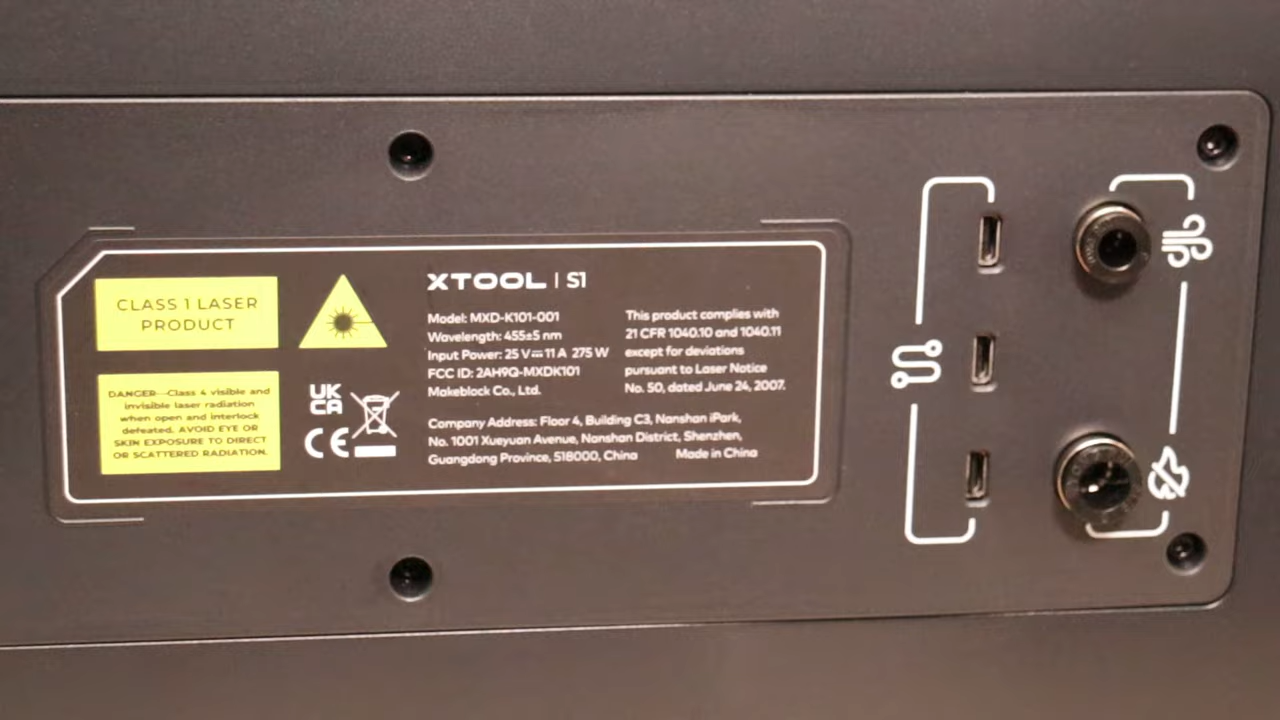 CLASS 1 LASER
PRODUCT
DANGER—Class 4 visible and
invisible laser radiation
when open and interlock
defeated. AVOID EYE OR
SKIN EXPOSURE TO DIRECT
OR SCATTERED RADIATION.
UK
CA
CE
XTOOL | S1
Model: MXD-K101-001
Wavelength: 455±5 nm
Input Power: 25 V⎓11 A 275 W
FCC ID: 2AH9Q-MXDK101
Makeblock Co., Ltd.
This product complies with
21 CFR 1040.10 and 1040.11
except for deviations
pursuant to Laser Notice
No. 50, dated June 24, 2007.
Company Address: Floor 4, Building C3, Nanshan iPark,
No. 1001 Xueyuan Avenue, Nanshan District, Shenzhen,
Guangdong Province, 518000, China Made in China